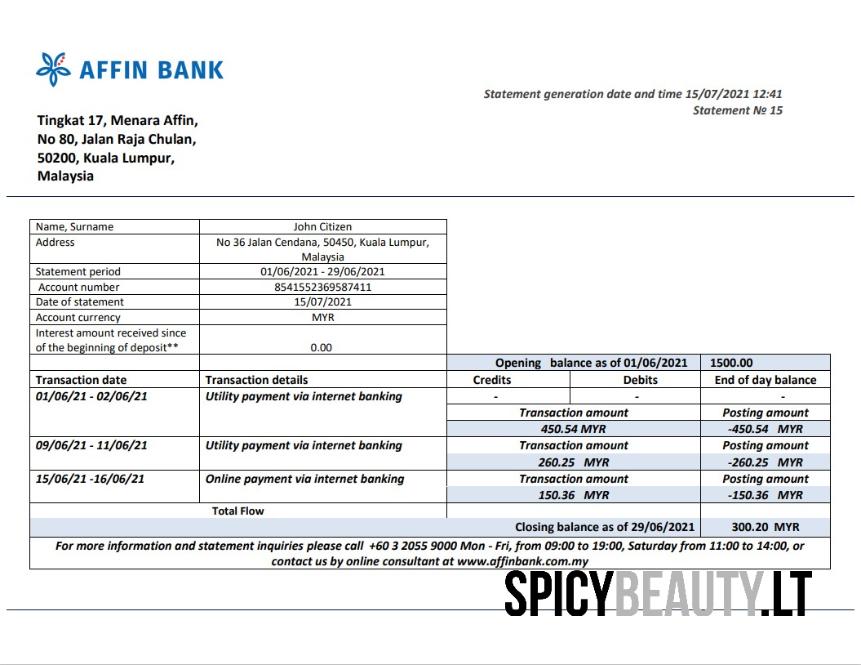 AFFIN BANK
Statement generation date and time 15/07/2021 12:41
Statement № 15
Tingkat 17, Menara Affin,
No 80, Jalan Raja Chulan,
50200, Kuala Lumpur,
Malaysia
Name, Surname John Citizen
Address No 36 Jalan Cendana, 50450, Kuala Lumpur,
Malaysia
Statement period 01/06/2021 - 29/06/2021
Account number 8541552369587411
Date of statement 15/07/2021
Account currency MYR
Interest amount received since
of the beginning of deposit** 0.00
Opening balance as of 01/06/2021 1500.00
Transaction date Transaction details Credits Debits End of day balance
01/06/21 - 02/06/21 Utility payment via internet banking - - -
Transaction amount Posting amount
450.54 MYR -450.54 MYR
09/06/21 - 11/06/21 Utility payment via internet banking Transaction amount Posting amount
260.25 MYR -260.25 MYR
15/06/21 -16/06/21 Online payment via internet banking Transaction amount Posting amount
150.36 MYR -150.36 MYR
Total Flow
Closing balance as of 29/06/2021 300.20 MYR
For more information and statement inquiries please call +60 3 2055 9000 Mon - Fri, from 09:00 to 19:00, Saturday from 11:00 to 14:00, or
contact us by online consultant at www.affinbank.com.my
SPICYBEAUTY.LT